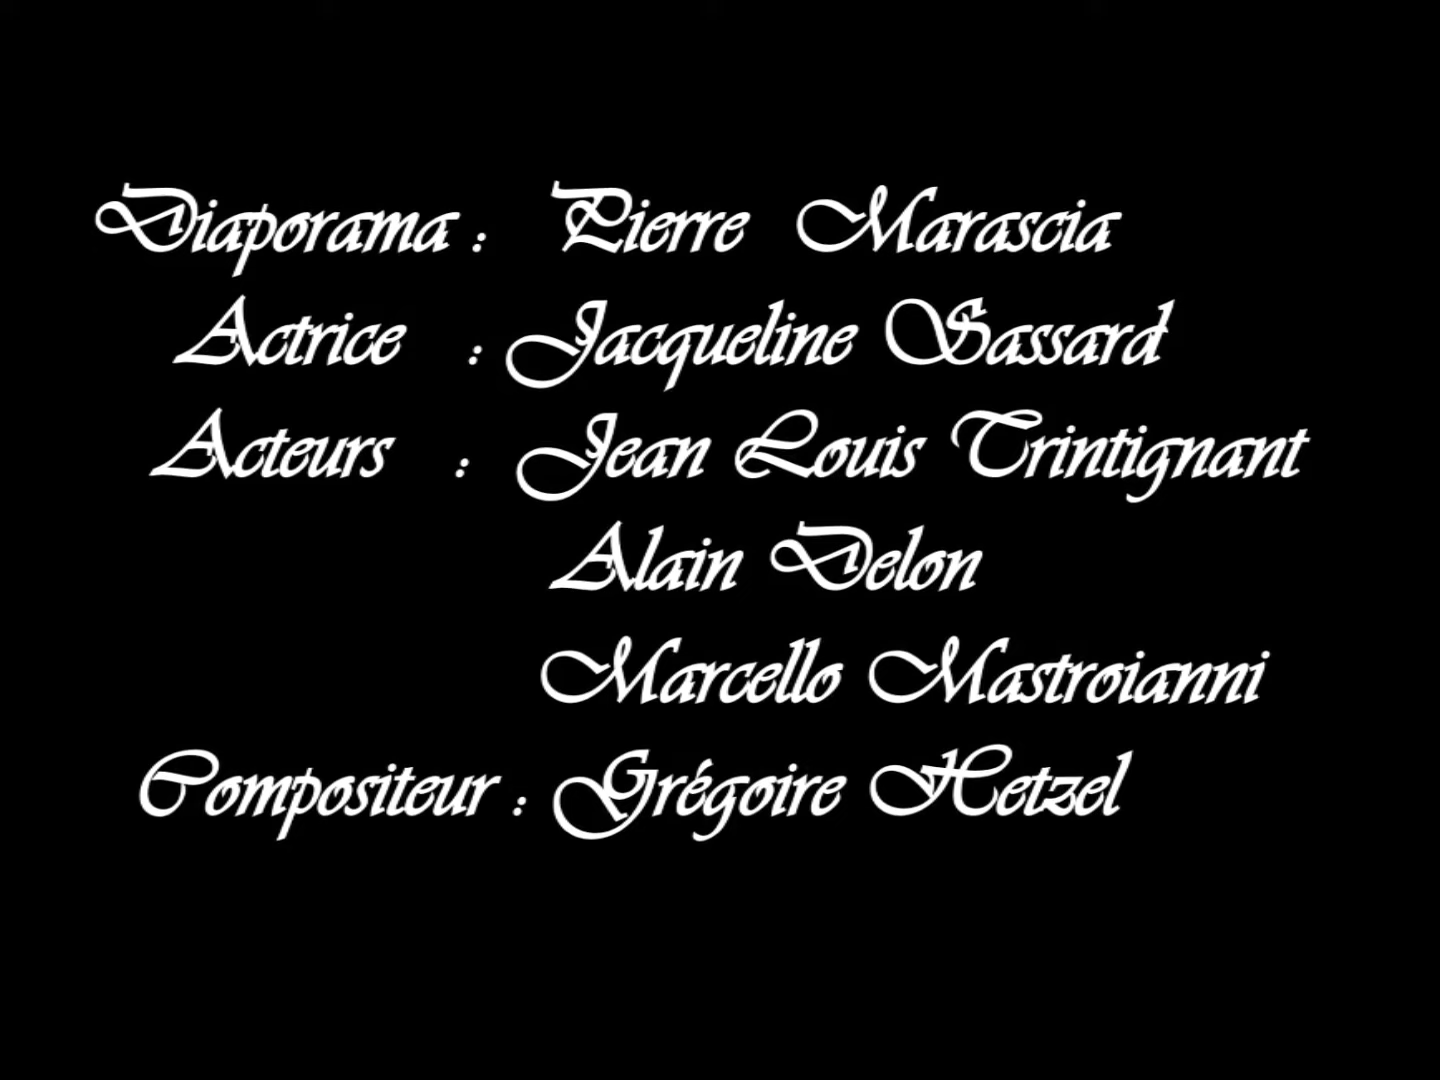 Diaporama : Pierre Marascia
Actrice : Jacqueline Sassard
Acteurs : Jean Louis Trintignant
Alain Delon
Marcello Mastroianni
Compositeur : Grégoire Hetzel